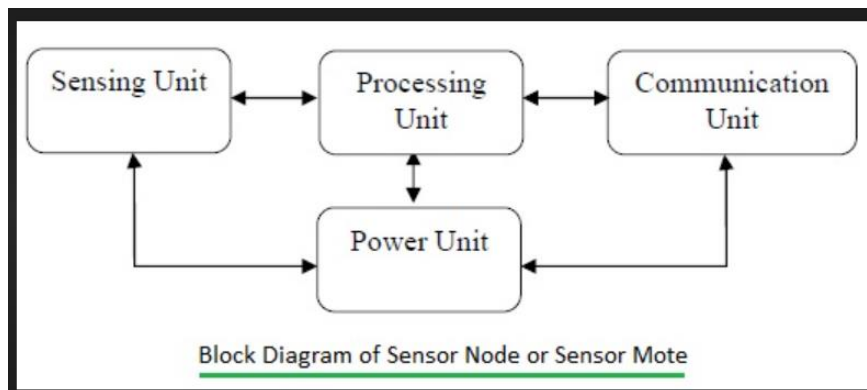 Sensing Unit
Processing
Unit
Communication
Unit
Power Unit
Block Diagram of Sensor Node or Sensor Mote